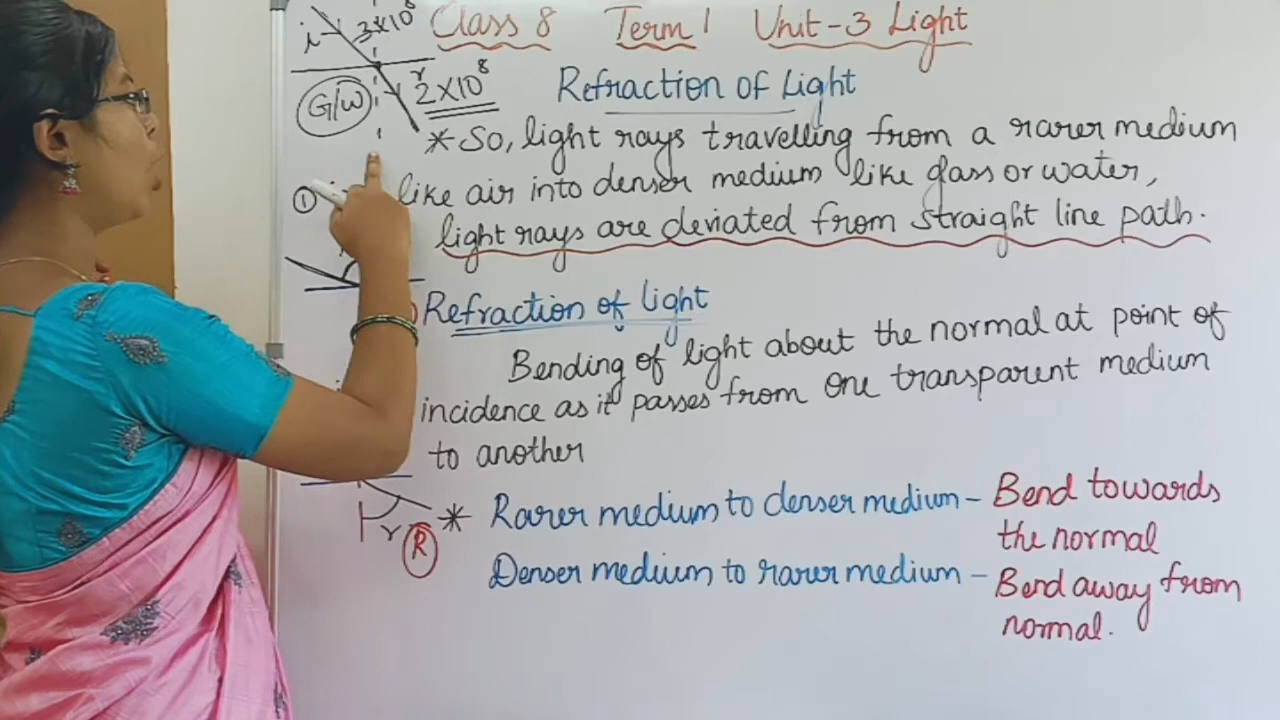 Class 8 Term 1 Unit-3 Light
i 3×10⁸
r
G/W 2×10⁸
Refraction of Light
* So, light rays travelling from a rarer medium
① like air into denser medium like glass or water,
light rays are deviated from straight line path.
Refraction of light
Bending of light about the normal at point of
incidence as it passes from one transparent medium
to another
* Rarer medium to denser medium - Bend towards
the normal
r R
Denser medium to rarer medium - Bend away from
normal.